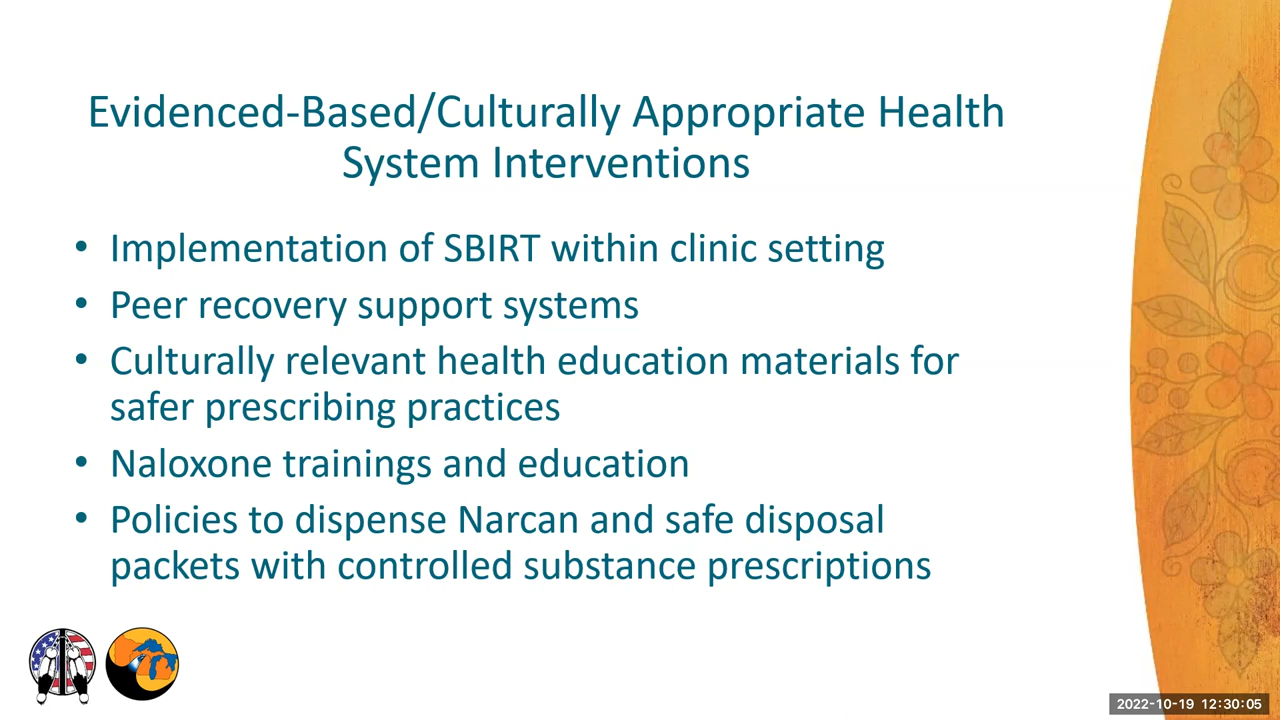 Evidenced-Based/Culturally Appropriate Health
System Interventions
• Implementation of SBIRT within clinic setting
• Peer recovery support systems
• Culturally relevant health education materials for
safer prescribing practices
• Naloxone trainings and education
• Policies to dispense Narcan and safe disposal
packets with controlled substance prescriptions
2022-10-19 12:30:05